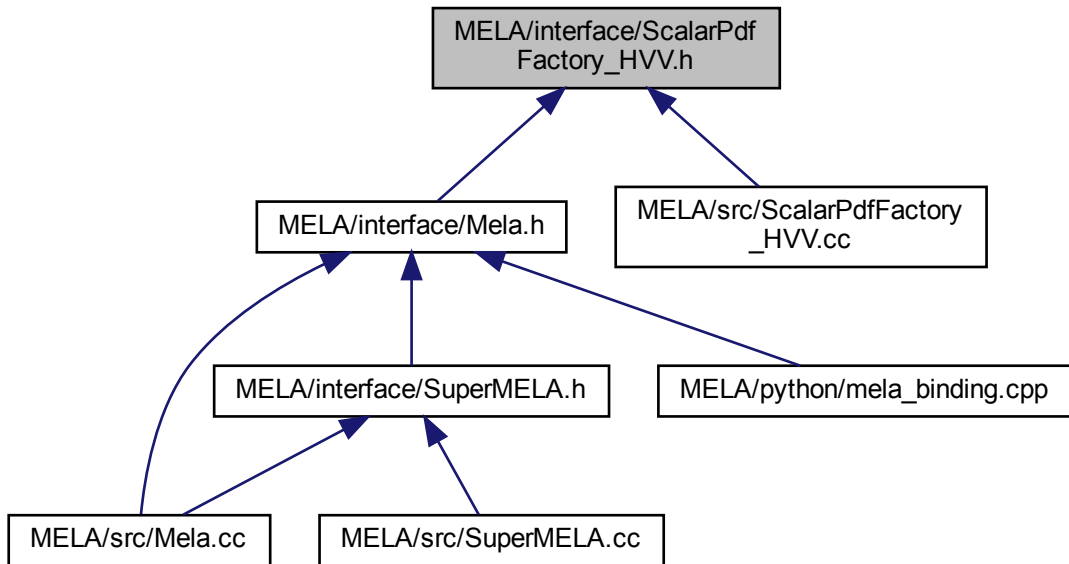 MELA/interface/ScalarPdf
Factory_HVV.h
MELA/interface/Mela.h
MELA/src/ScalarPdfFactory
_HVV.cc
MELA/interface/SuperMELA.h
MELA/python/mela_binding.cpp
MELA/src/Mela.cc
MELA/src/SuperMELA.cc